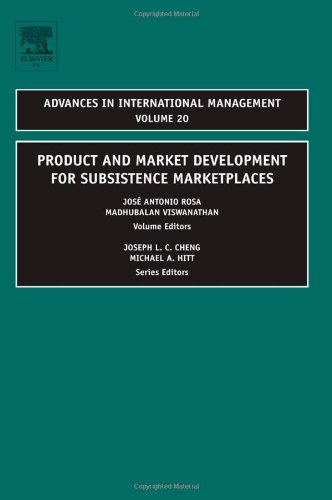 ELSEVIER
JAI
ADVANCES IN INTERNATIONAL MANAGEMENT
VOLUME 20
PRODUCT AND MARKET DEVELOPMENT
FOR SUBSISTENCE MARKETPLACES
JOSÉ ANTONIO ROSA
MADHUBALAN VISWANATHAN
Volume Editors
JOSEPH L. C. CHENG
MICHAEL A. HITT
Series Editors